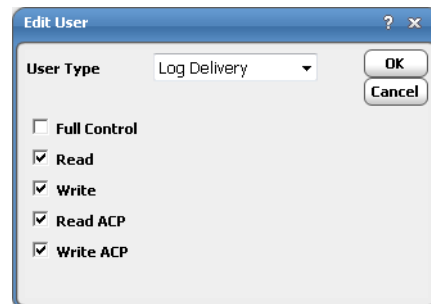 Edit User ? x
User Type Log Delivery OK
Cancel
Full Control
Read
Write
Read ACP
Write ACP